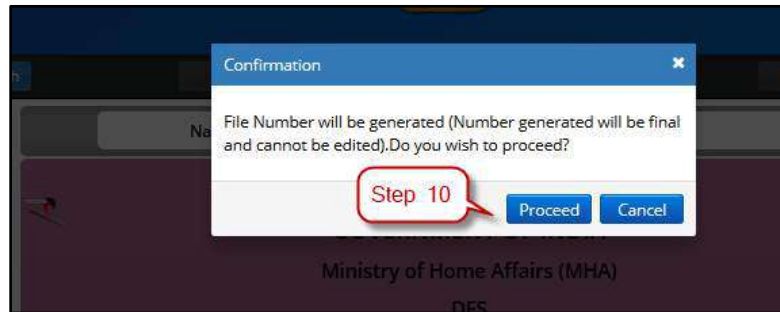 Confirmation
File Number will be generated (Number generated will be final
and cannot be edited).Do you wish to proceed?
Step 10
Proceed Cancel
Ministry of Home Affairs (MHA)